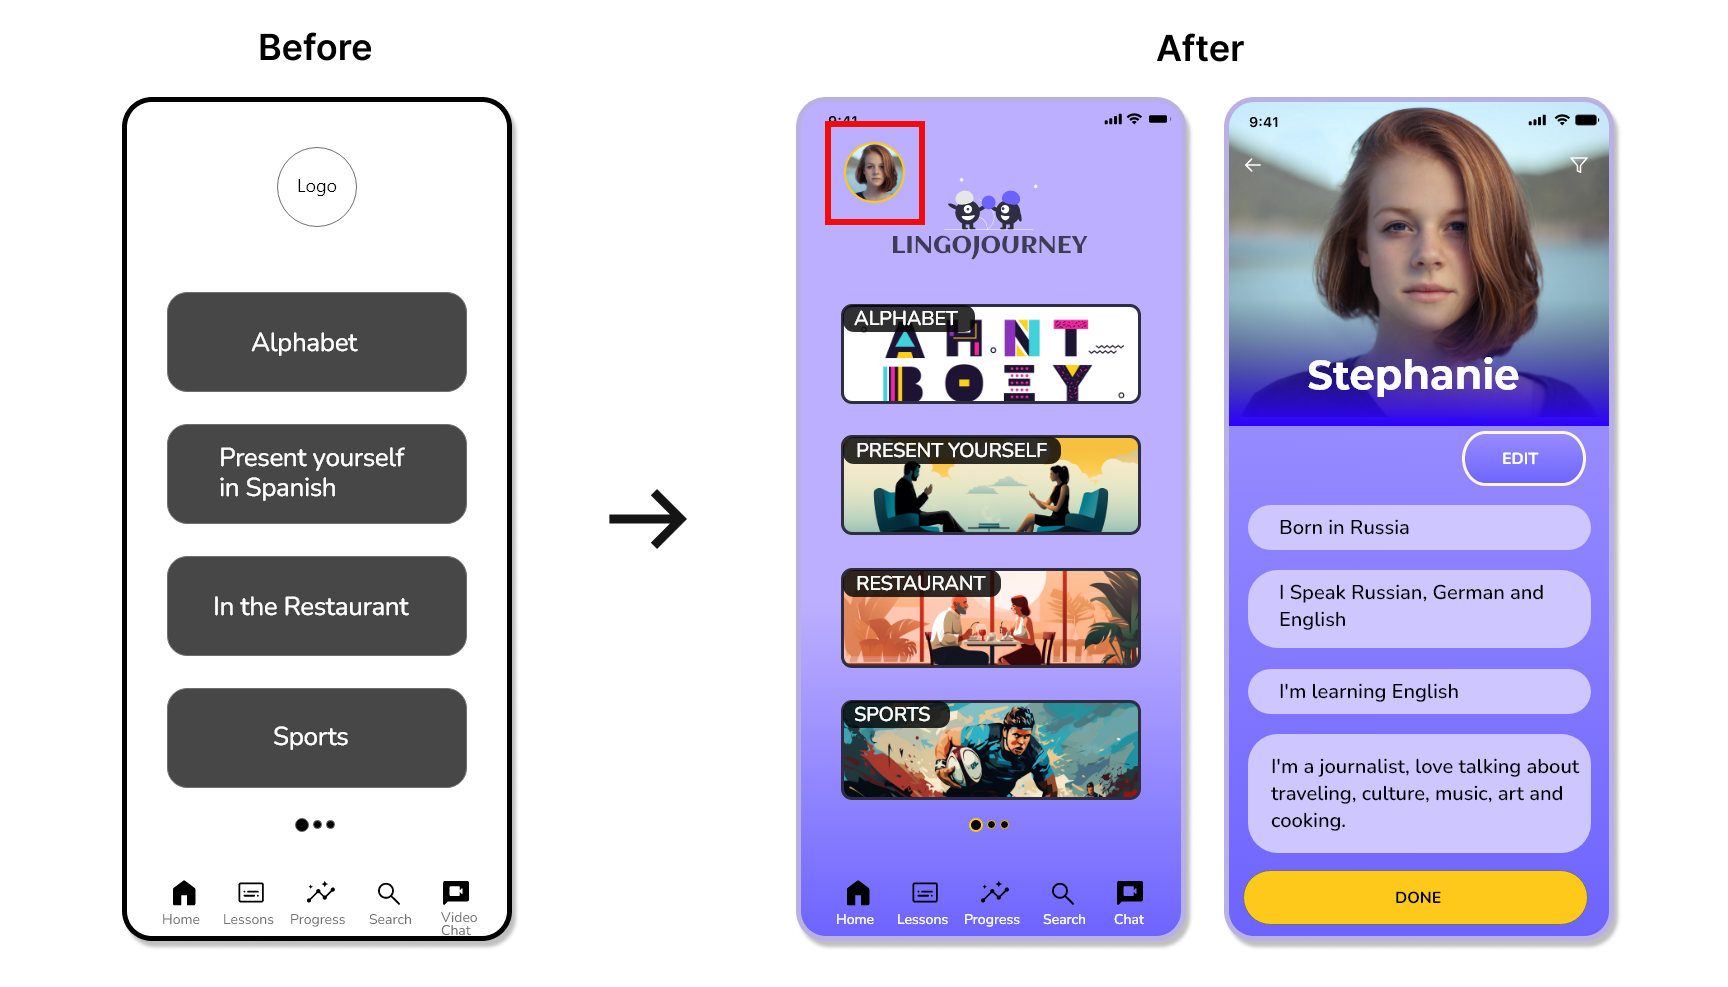 Before
After
Logo
Alphabet
Present yourself
in Spanish
In the Restaurant
Sports
Home
Lessons
Progress
Search
Video
Chat
9:41
LINGOJOURNEY
ALPHABET
A H N T
B O E Y
PRESENT YOURSELF
RESTAURANT
SPORTS
Home
Lessons
Progress
Search
Chat
9:41
Stephanie
EDIT
Born in Russia
I Speak Russian, German and
English
I'm learning English
I'm a journalist, love talking about
traveling, culture, music, art and
cooking.
DONE